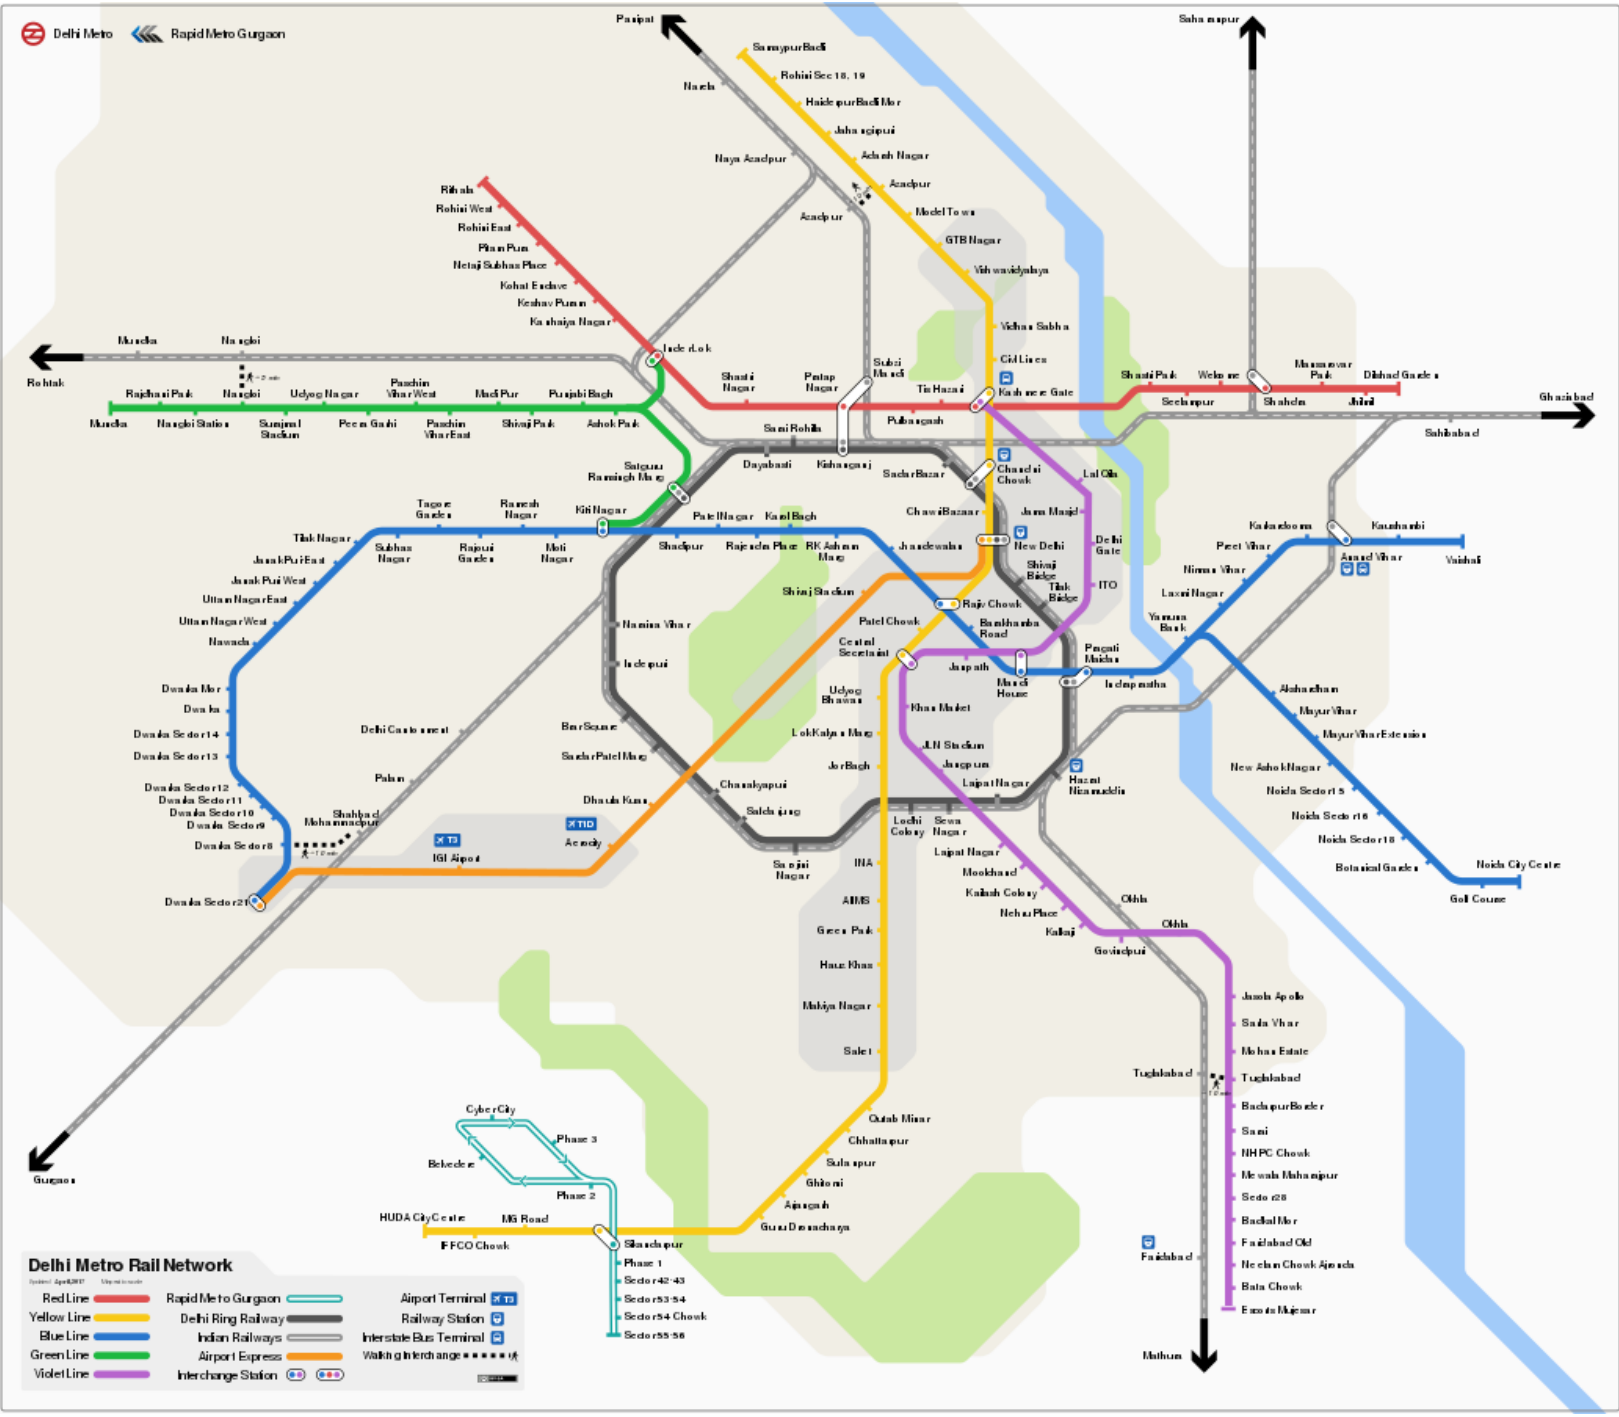 Delhi Metro
Rapid Metro Gurgaon
Panipat
Saharanpur
Samaypur Badli
Rohini Sec 18, 19
Haiderpur Badli Mor
Jahangirpuri
Adarsh Nagar
Azadpur
Model Town
GTB Nagar
Vishwavidyalaya
Vidhan Sabha
Civil Lines
Kashmere Gate
Narela
Naya Azadpur
Azadpur
Rithala
Rohini West
Rohini East
Pitam Pura
Netaji Subhas Place
Kohat Enclave
Keshav Puram
Kanhaiya Nagar
Inder Lok
Shastri
Nagar
Pratap
Nagar
Subzi
Mandi
Tis Hazari
Pulbangash
Shastri Park
Seelampur
Welcome
Shahdra
Mansarovar
Park
Jhilmil
Dilshad Garden
Ghaziabad
Sahibabad
Rohtak
Mundka
Nangloi
Mundka
Rajdhani Park
Nangloi Station
Nangloi
Surajmal
Stadium
Udyog Nagar
Peera Garhi
Paschim
Vihar West
Paschim
Vihar East
Madi Pur
Shivaji Park
Punjabi Bagh
Ashok Park
Satguru
Ramsingh Marg
Kirti Nagar
Sarai Rohilla
Dayabasti
Kishanganj
Sadar Bazar
Chandni
Chowk
Lal Qila
Jama Masjid
Delhi
Gate
ITO
Chawri Bazaar
New Delhi
Shivaji
Bridge
Tilak
Bridge
Tagore
Garden
Ramesh
Nagar
Tilak Nagar
Subhas
Nagar
Rajouri
Garden
Moti
Nagar
Shadipur
Patel Nagar
Rajendra Place
Karol Bagh
RK Ashram
Marg
Jhandewalan
Janak Puri East
Janak Puri West
Uttam Nagar East
Uttam Nagar West
Nawada
Dwarka Mor
Dwarka
Dwarka Sector 14
Dwarka Sector 13
Dwarka Sector 12
Dwarka Sector 11
Dwarka Sector 10
Dwarka Sector 9
Dwarka Sector 8
Dwarka Sector 21
Shivaji Stadium
Rajiv Chowk
Patel Chowk
Barakhamba
Road
Central
Secretariat
Janpath
Mandi
House
Pragati
Maidan
Indraprastha
Yamuna
Bank
Laxmi Nagar
Nirman Vihar
Preet Vihar
Karkardooma
Anand Vihar
Kaushambi
Vaishali
Akshardham
Mayur Vihar
Mayur Vihar Extension
New Ashok Nagar
Noida Sector 15
Noida Sector 16
Noida Sector 18
Botanical Garden
Golf Course
Noida City Centre
Naraina Vihar
Inderpuri
Brar Square
Sardar Patel Marg
Chanakyapuri
Safdarjung
Sarojini
Nagar
Lodhi
Colony
Sewa
Nagar
Lajpat Nagar
Hazrat
Nizamuddin
Delhi Cantonment
Palam
Shahbad
Mohammadpur
Dhaula Kuan
T1D
Aerocity
T3
IGI Airport
Udyog
Bhawan
Lok Kalyan Marg
Jor Bagh
INA
AIIMS
Green Park
Hauz Khas
Malviya Nagar
Saket
Qutab Minar
Chhattarpur
Sultanpur
Ghitorni
Arjangarh
Guru Dronacharya
Khan Market
JLN Stadium
Jangpura
Lajpat Nagar
Moolchand
Kailash Colony
Nehru Place
Kalkaji
Govindpuri
Okhla
Okhla
Jasola Apollo
Sarita Vihar
Mohan Estate
Tuglakabad
Tuglakabad
Badarpur Border
Sarai
NHPC Chowk
Mewala Maharajpur
Sector 28
Badkal Mor
Faridabad Old
Neelam Chowk Ajronda
Bata Chowk
Escorts Mujesar
Faridabad
Mathura
Gurgaon
Cyber City
Phase 3
Belvedere
Phase 2
HUDA City Centre
IFFCO Chowk
MG Road
Sikandarpur
Phase 1
Sector 42-43
Sector 53-54
Sector 54 Chowk
Sector 55-56
Delhi Metro Rail Network
Red Line
Yellow Line
Blue Line
Green Line
Violet Line
Rapid Metro Gurgaon
Delhi Ring Railway
Indian Railways
Airport Express
Interchange Station
Airport Terminal
T3
Railway Station
Interstate Bus Terminal
Walking Interchange